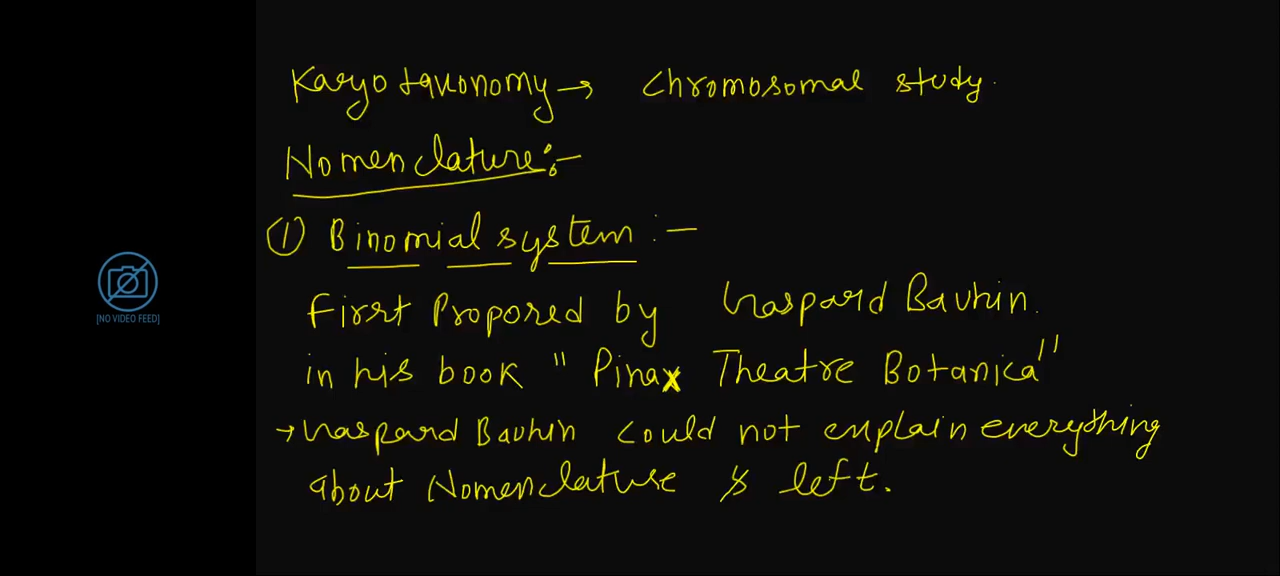 Karyotaxonomy → Chromosomal study.
Nomenclature:-
① Binomial system :-
[NO VIDEO FEED]
First Proposed by Gaspard Bauhin.
in his book "Pinax Theatre Botanica"
→ Gaspard Bauhin could not explain everything
about Nomenclature & left.